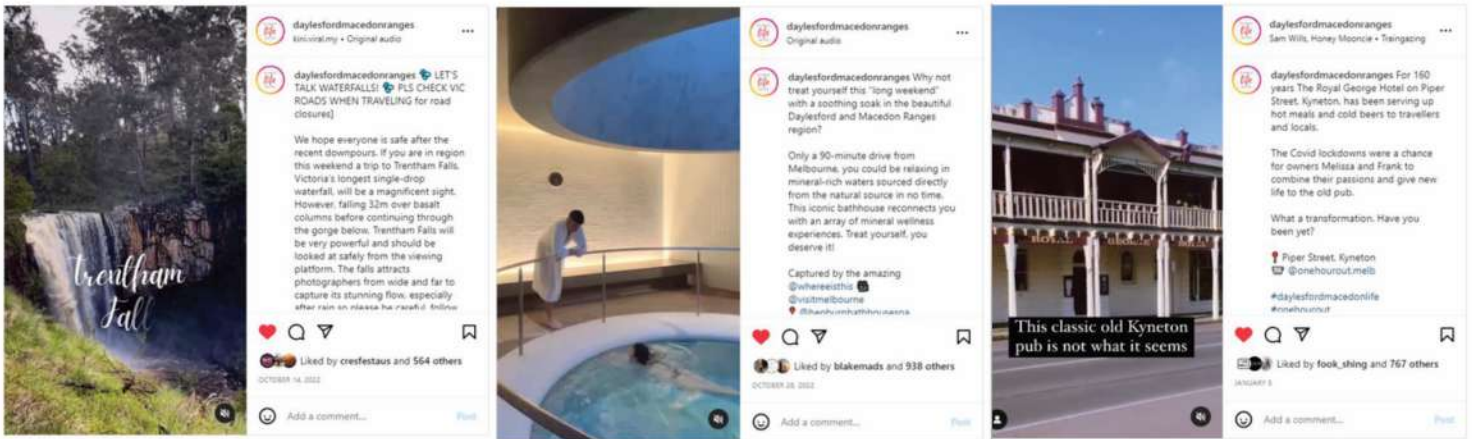 trentham
Fall
daylesfordmacedonranges
kini.viral.my • Original audio
daylesfordmacedonranges LET'S
TALK WATERFALLS! PLS CHECK VIC
ROADS WHEN TRAVELING for road
closures]
We hope everyone is safe after the
recent downpours. If you are in region
this weekend a trip to Trentham Falls,
Victoria's longest single-drop
waterfall, will be a magnificent sight.
However, falling 32m over basalt
columns before continuing through
the gorge below. Trentham Falls will
be very powerful and should be
looked at safely from the viewing
platform. The falls attracts
photographers from wide and far to
capture its stunning flow, especially
after rain so please be careful, follow
Liked by cresfestaus and 564 others
OCTOBER 14, 2022
Add a comment...
Post
daylesfordmacedonranges
Original audio
daylesfordmacedonranges Why not
treat yourself this "long weekend"
with a soothing soak in the beautiful
Daylesford and Macedon Ranges
region?
Only a 90-minute drive from
Melbourne, you could be relaxing in
mineral-rich waters sourced directly
from the natural source in no time.
This iconic bathhouse reconnects you
with an array of mineral wellness
experiences. Treat yourself, you
deserve it!
Captured by the amazing
@whereeisthis
@visitmelbourne
@hepburnbathhousespa
Liked by blakemads and 938 others
OCTOBER 28, 2022
Add a comment...
Post
ROYAL
This classic old Kyneton
pub is not what it seems
daylesfordmacedonranges
Sam Wills, Honey Mooncie • Traingazing
daylesfordmacedonranges For 160
years The Royal George Hotel on Piper
Street, Kyneton, has been serving up
hot meals and cold beers to travellers
and locals.
The Covid lockdowns were a chance
for owners Melissa and Frank to
combine their passions and give new
life to the old pub.
What a transformation. Have you
been yet?
Piper Street, Kyneton
@onehourout.melb
#daylesfordmacedonlife
#onehourout
Liked by fook_shing and 767 others
JANUARY 5
Add a comment...
Post